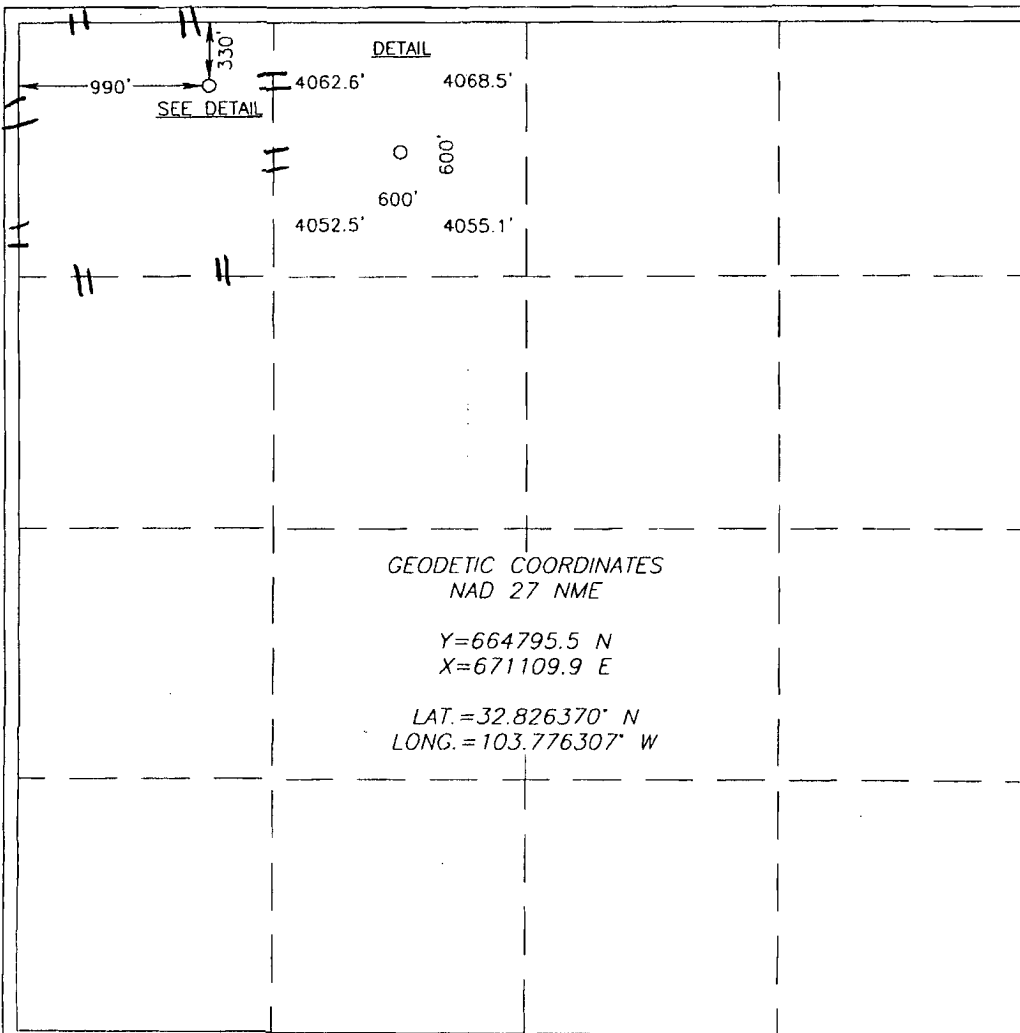 330'
990'
SEE DETAIL
DETAIL
4062.6' 4068.5'
600'
600'
4052.5' 4055.1'
GEODETIC COORDINATES
NAD 27 NME
Y=664795.5 N
X=671109.9 E
LAT.=32.826370° N
LONG.=103.776307° W